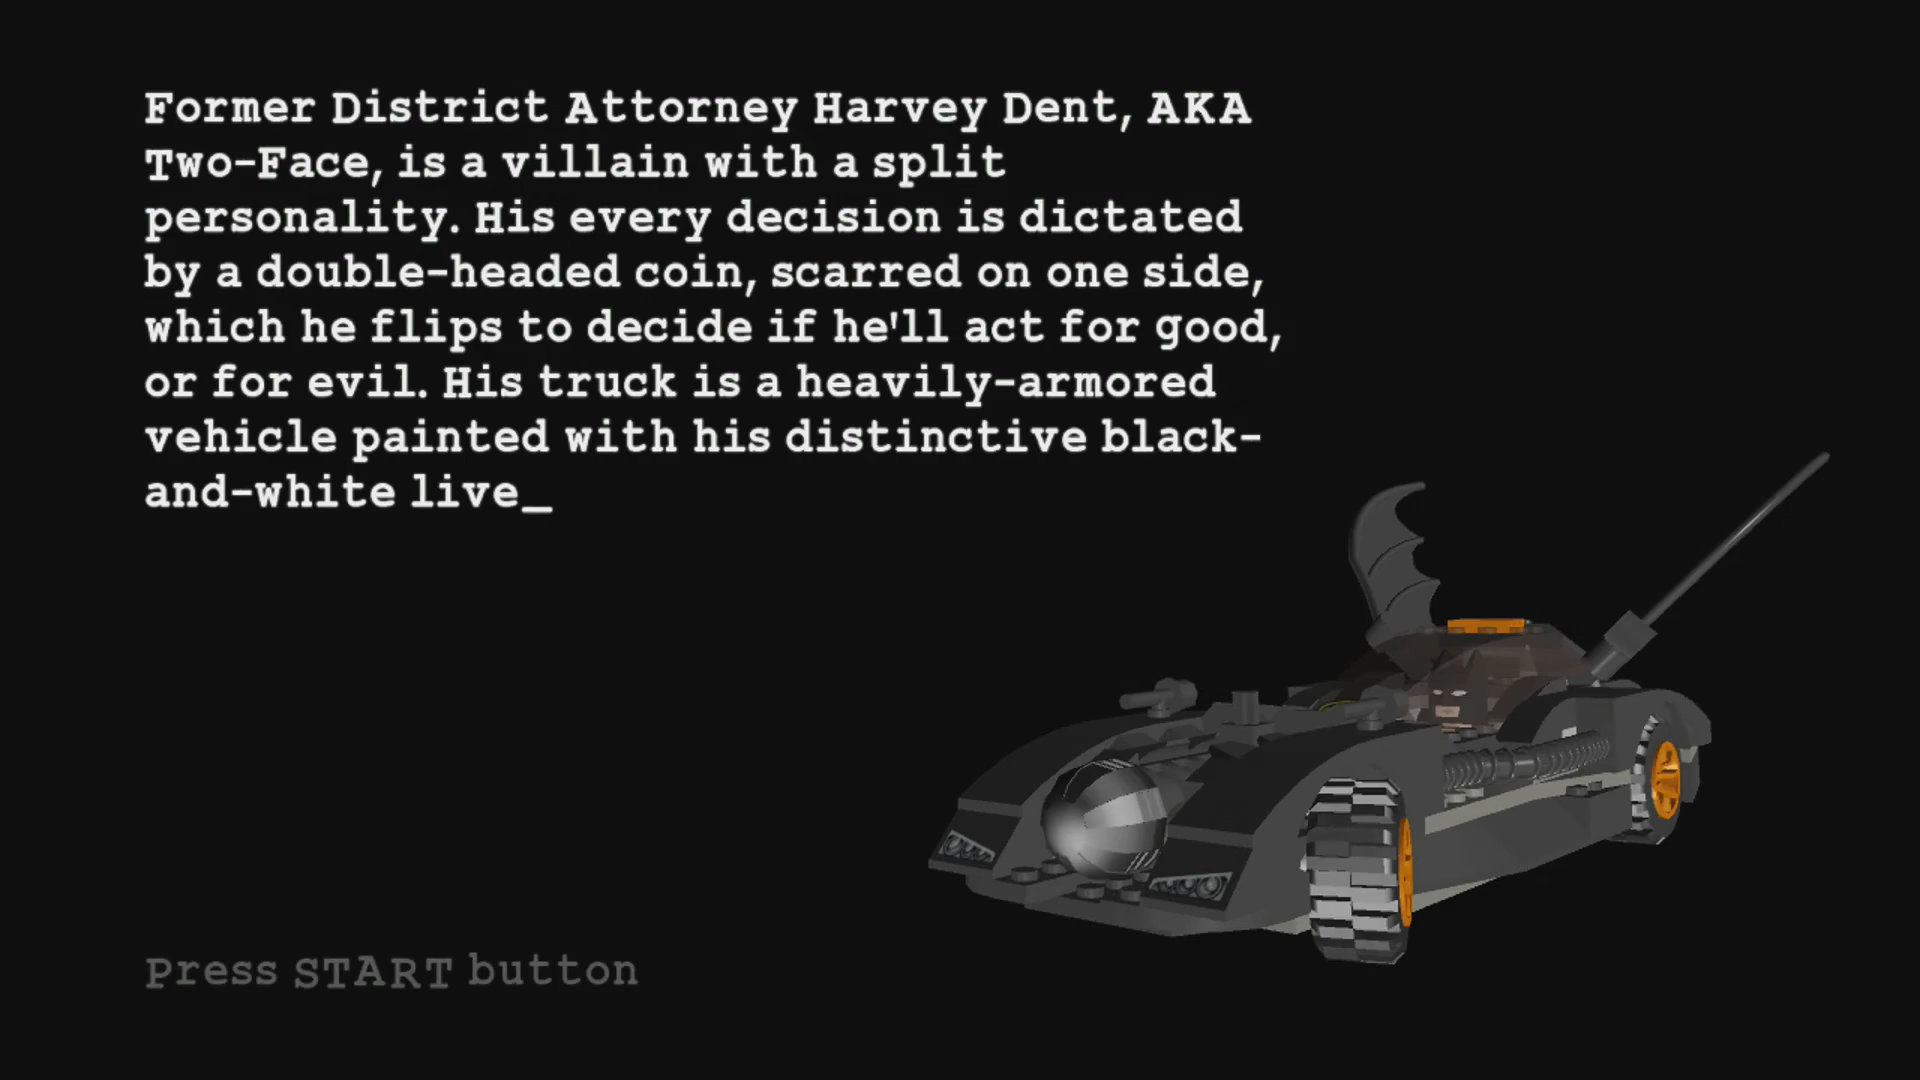 Former District Attorney Harvey Dent, AKA
Two-Face, is a villain with a split
personality. His every decision is dictated
by a double-headed coin, scarred on one side,
which he flips to decide if he'll act for good,
or for evil. His truck is a heavily-armored
vehicle painted with his distinctive black-
and-white live_
Press START button